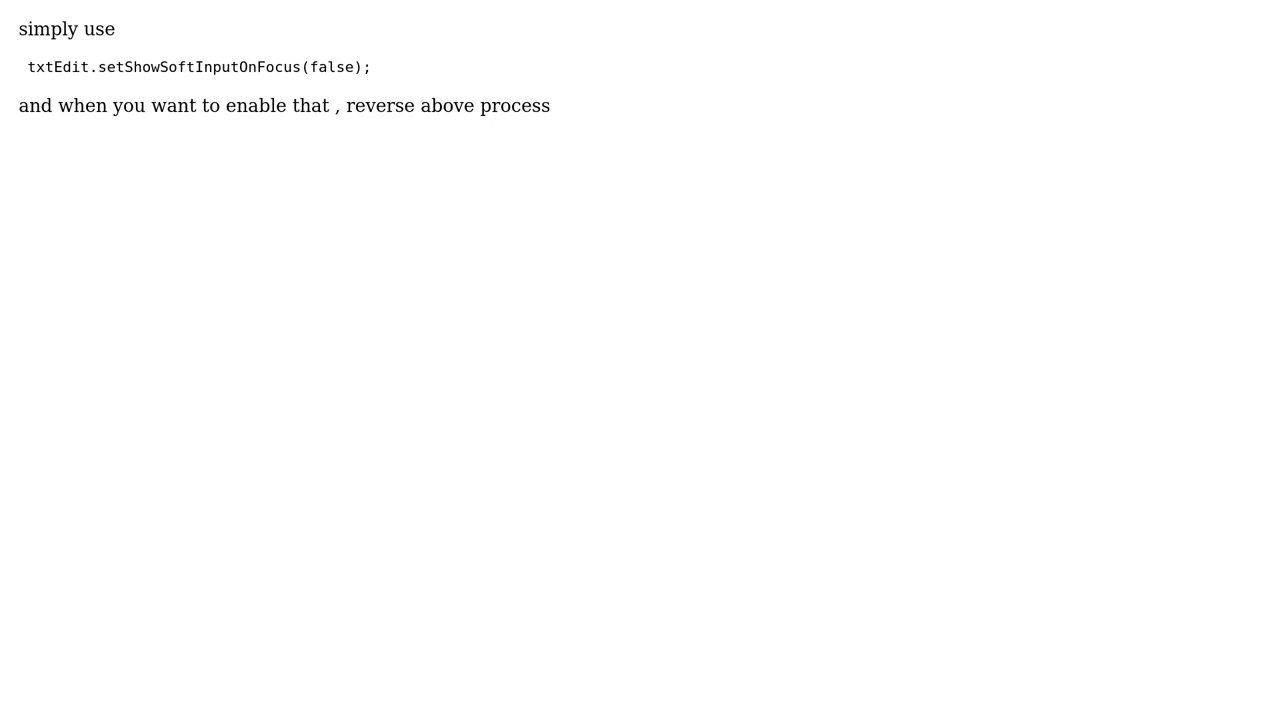 simply use
txtEdit.setShowSoftInputOnFocus(false);
and when you want to enable that , reverse above process